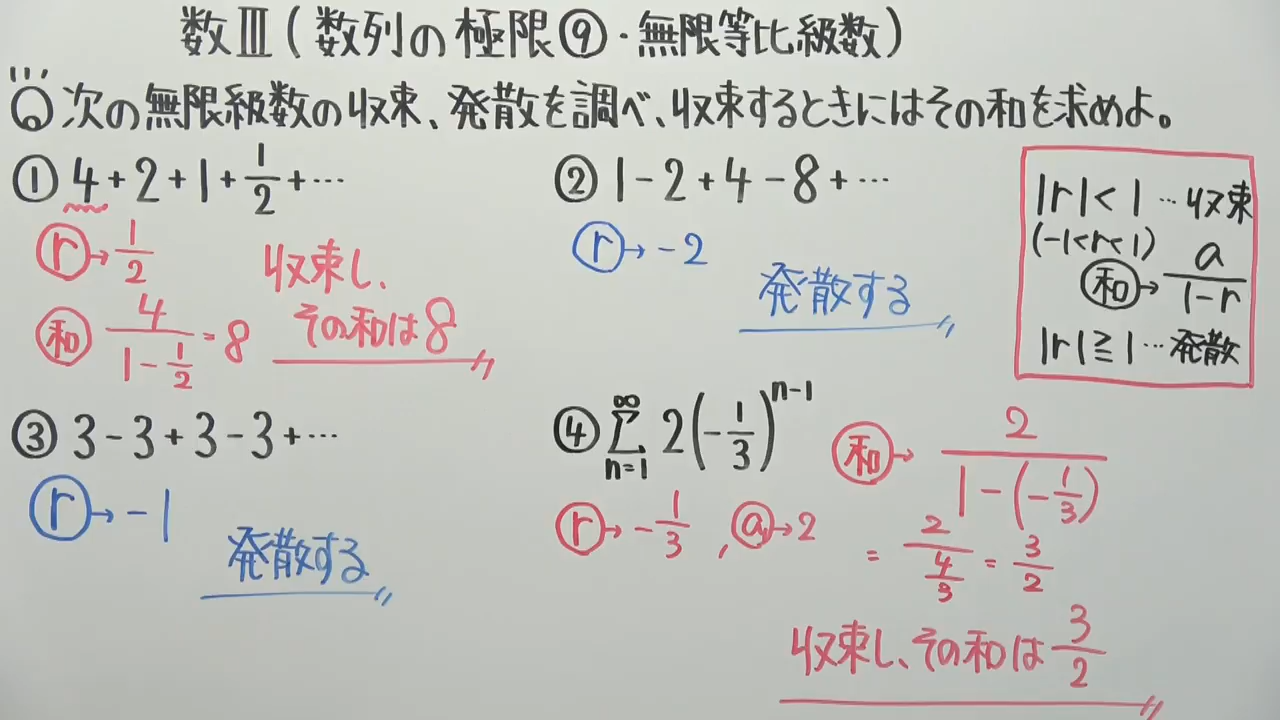 数Ⅲ(数列の極限⑨・無限等比級数)
Q 次の無限級数の収束、発散を調べ、収束するときにはその和を求めよ。
① 4+2+1+1/2+…
r→1/2
和 4/(1-1/2)=8
収束し、
その和は8
② 1-2+4-8+…
r→-2
発散する
|r|<1…収束
(-1<r<1)
和→a/(1-r)
|r|≧1…発散
③ 3-3+3-3+…
r→-1
発散する
④ ∑_{n=1}^{∞} 2(-1/3)^{n-1}
r→-1/3, a→2
和→2/(1-(-1/3))
=2/(4/3)=3/2
収束し、その和は3/2